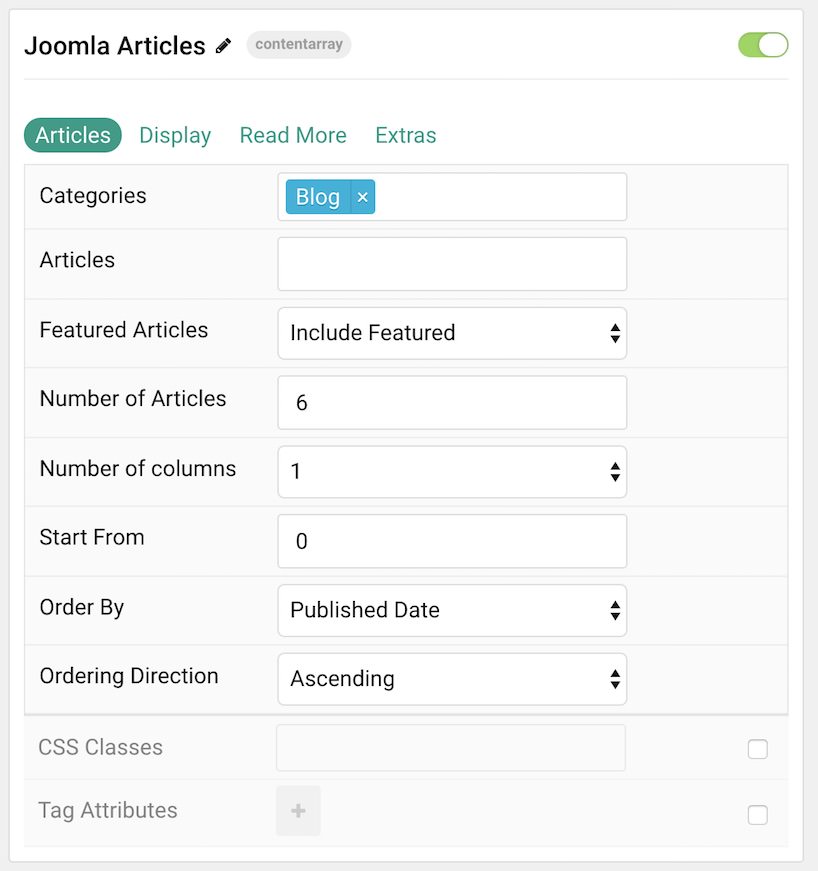 Joomla Articles contentarray
Articles Display Read More Extras
Categories Blog ×
Articles
Featured Articles Include Featured
Number of Articles 6
Number of columns 1
Start From 0
Order By Published Date
Ordering Direction Ascending
CSS Classes
Tag Attributes +